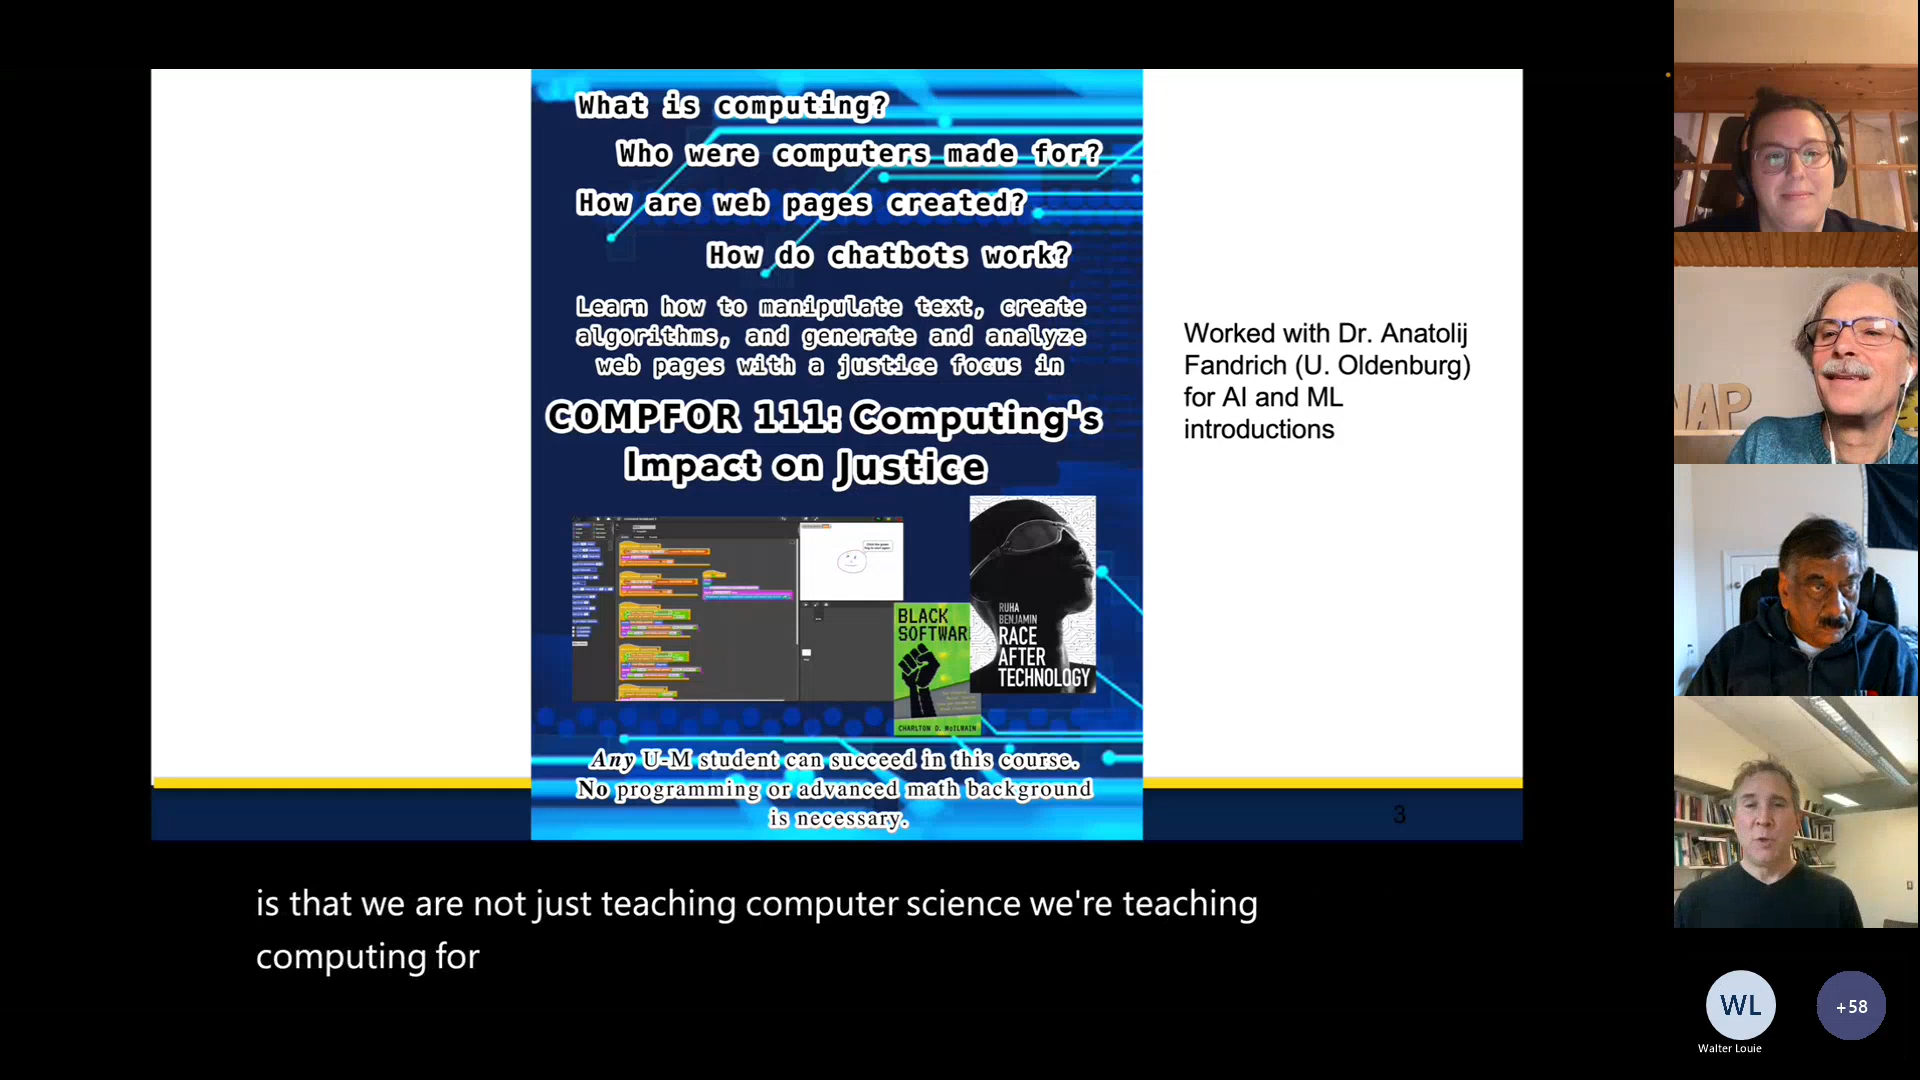 What is computing?
Who were computers made for?
How are web pages created?
How do chatbots work?
Learn how to manipulate text, create
algorithms, and generate and analyze
web pages with a justice focus in
COMPFOR 111: Computing's
Impact on Justice
BLACK
SOFTWAR
CHARLTON D. McILWAIN
RUHA
BENJAMIN
RACE
AFTER
TECHNOLOGY
Any U-M student can succeed in this course.
No programming or advanced math background
is necessary.
Worked with Dr. Anatolij
Fandrich (U. Oldenburg)
for AI and ML
introductions
3
is that we are not just teaching computer science we're teaching
computing for
NAP
WL
Walter Louie
+58